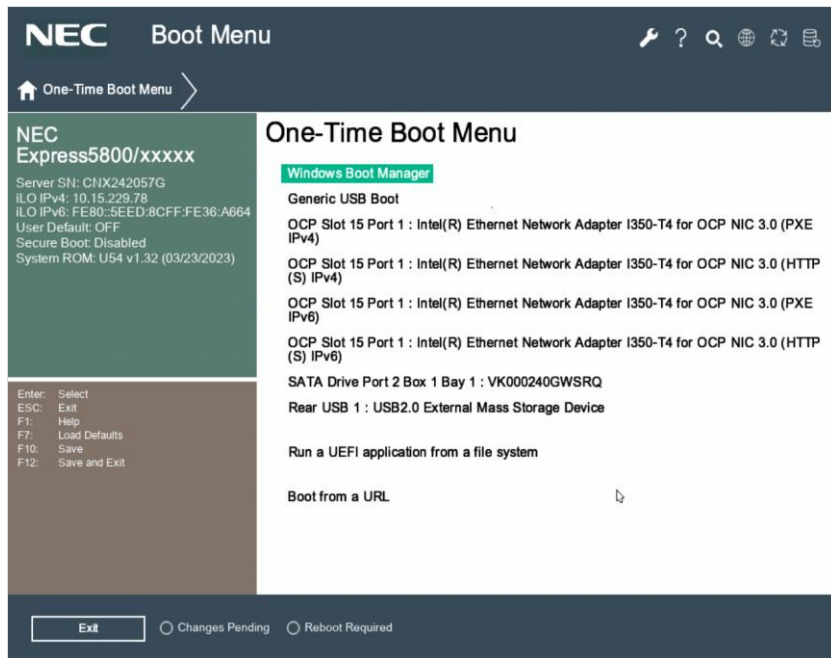 NEC Boot Menu
One-Time Boot Menu
NEC
Express5800/xxxxx
Server SN: CNX242057G
iLO IPv4: 10.15.229.78
iLO IPv6: FE80::5EED:8CFF:FE36:A664
User Default: OFF
Secure Boot: Disabled
System ROM: U54 v1.32 (03/23/2023)
Enter: Select
ESC: Exit
F1: Help
F7: Load Defaults
F10: Save
F12: Save and Exit
One-Time Boot Menu
Windows Boot Manager
Generic USB Boot
OCP Slot 15 Port 1 : Intel(R) Ethernet Network Adapter I350-T4 for OCP NIC 3.0 (PXE
IPv4)
OCP Slot 15 Port 1 : Intel(R) Ethernet Network Adapter I350-T4 for OCP NIC 3.0 (HTTP
(S) IPv4)
OCP Slot 15 Port 1 : Intel(R) Ethernet Network Adapter I350-T4 for OCP NIC 3.0 (PXE
IPv6)
OCP Slot 15 Port 1 : Intel(R) Ethernet Network Adapter I350-T4 for OCP NIC 3.0 (HTTP
(S) IPv6)
SATA Drive Port 2 Box 1 Bay 1 : VK000240GWSRQ
Rear USB 1 : USB2.0 External Mass Storage Device
Run a UEFI application from a file system
Boot from a URL
Exit
Changes Pending
Reboot Required